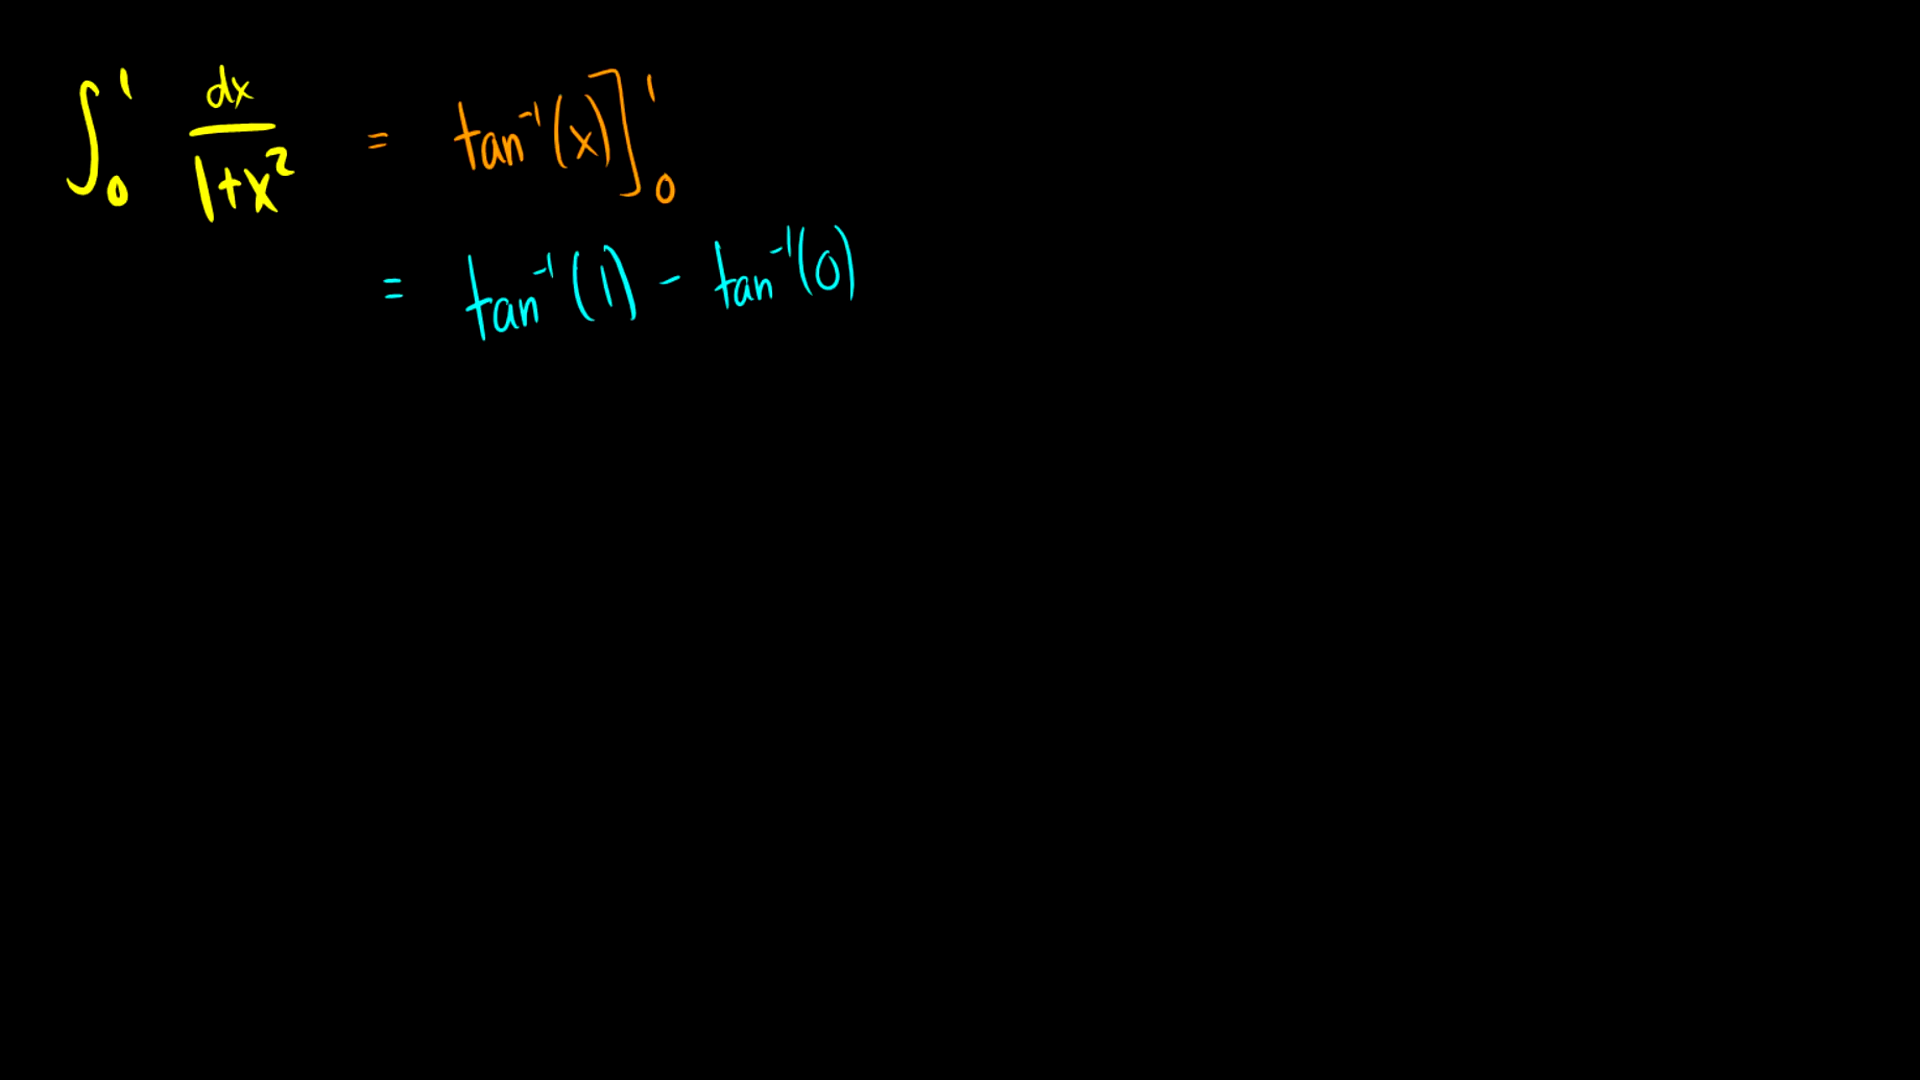 ∫₀¹ dx/(1+x²) = tan⁻¹(x)]₀¹
= tan⁻¹(1) - tan⁻¹(0)